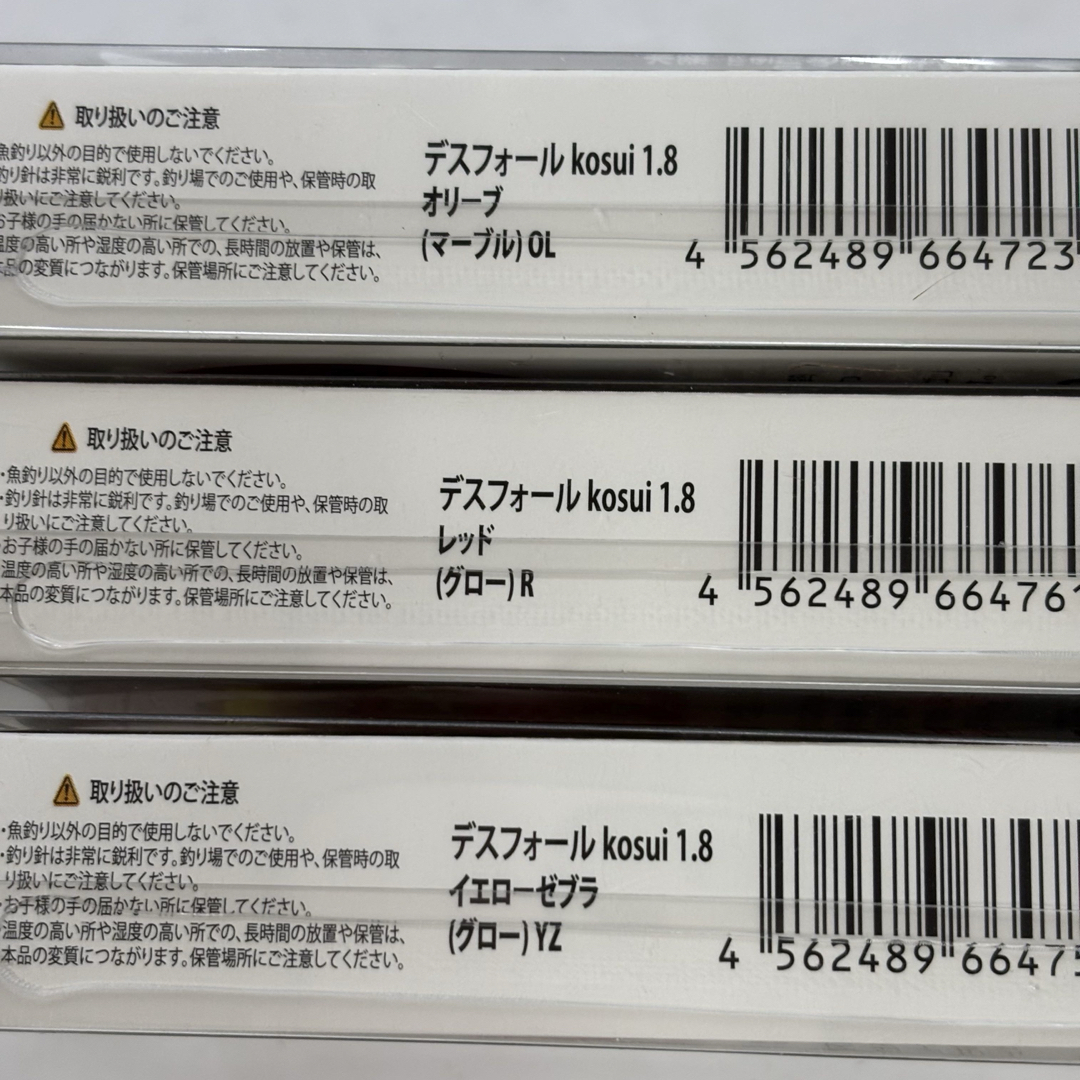 取り扱いのご注意
魚釣り以外の目的で使用しないでください。
釣り針は非常に鋭利です。釣り場でのご使用や、保管時の取
り扱いにご注意してください。
お子様の手の届かない所に保管してください。
温度の高い所や湿度の高い所での、長時間の放置や保管は、
品の変質につながります。保管場所にご注意してください。
デスフォール kosui 1.8
オリーブ
(マーブル) OL
4 562489 664723
取り扱いのご注意
・魚釣り以外の目的で使用しないでください。
・釣り針は非常に鋭利です。釣り場でのご使用や、保管時の取
り扱いにご注意してください。
・お子様の手の届かない所に保管してください。
温度の高い所や湿度の高い所での、長時間の放置や保管は、
本品の変質につながります。保管場所にご注意してください。
デスフォール kosui 1.8
レッド
(グロー) R
4 562489 664761
取り扱いのご注意
・魚釣り以外の目的で使用しないでください。
・釣り針は非常に鋭利です。釣り場でのご使用や、保管時の取
り扱いにご注意してください。
・お子様の手の届かない所に保管してください。
温度の高い所や湿度の高い所での、長時間の放置や保管は、
本品の変質につながります。保管場所にご注意してください。
デスフォール kosui 1.8
イエローゼブラ
(グロー) YZ
4 562489 6647